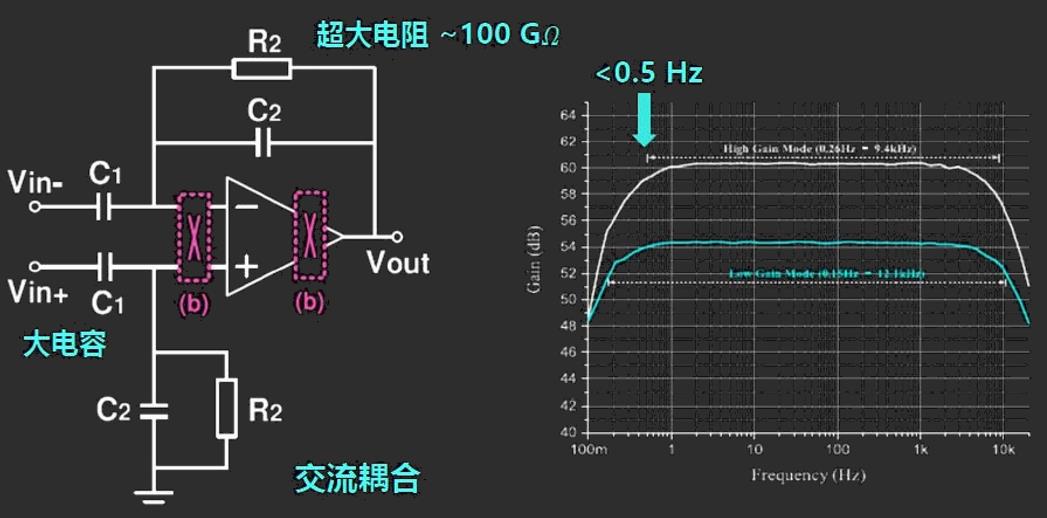 超大电阻 ~100 GΩ
R2
C2
Vin-
C1
−
+
Vin+
C1
(b)
(b)
Vout
大电容
C2
R2
交流耦合
<0.5 Hz
High Gain Mode (0.26Hz - 9.4kHz)
Low Gain Mode (0.15Hz - 12.1kHz)
Gain (dB)
64
62
60
58
56
54
52
50
48
46
44
42
40
100m
1
10
100
1k
10k
Frequency (Hz)